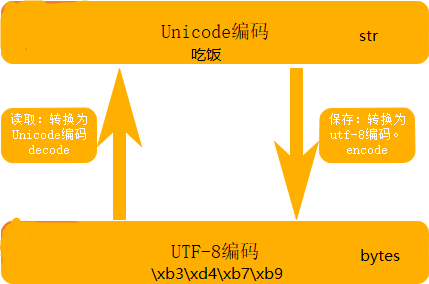 Unicode编码
str
吃饭
读取：转换为
Unicode编码
decode
保存：转换为
utf-8编码。
encode
UTF-8编码
bytes
\xb3\xd4\xb7\xb9